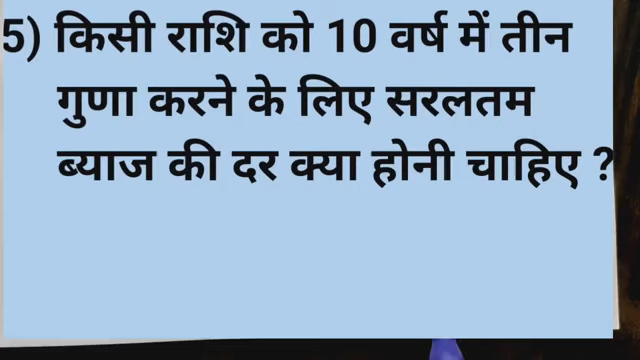 5) किसी राशि को 10 वर्ष में तीन
गुणा करने के लिए सरलतम
ब्याज की दर क्या होनी चाहिए ?